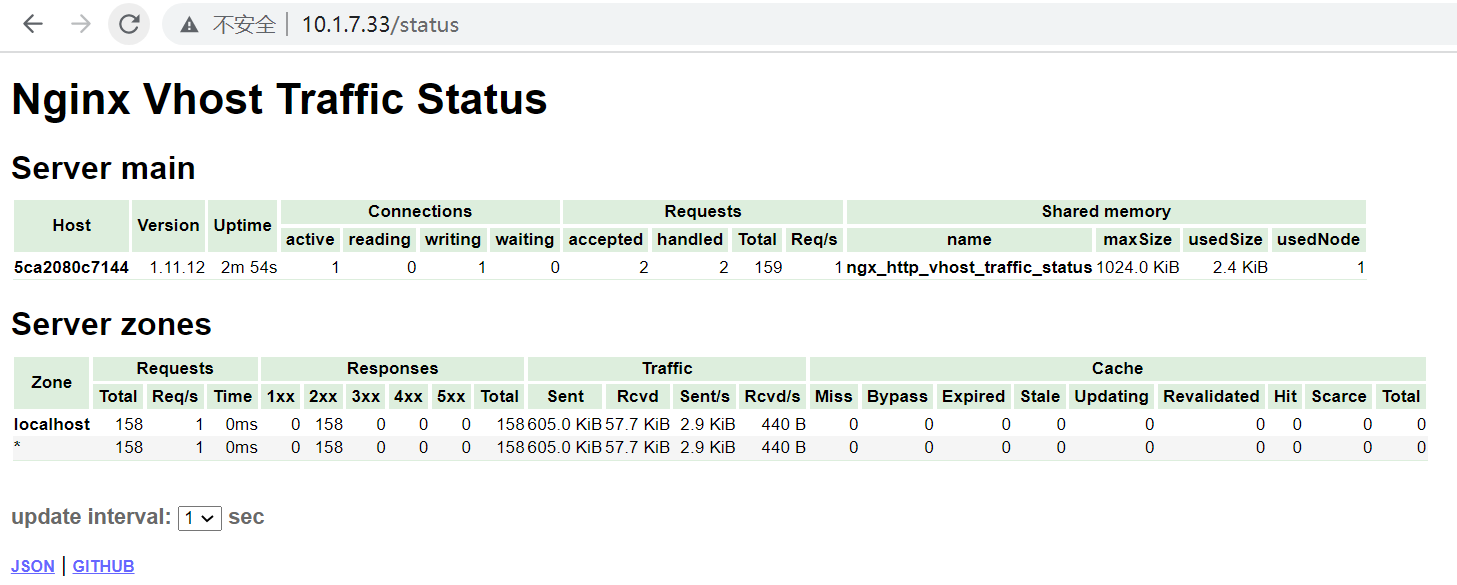 不安全 10.1.7.33/status
Nginx Vhost Traffic Status
Server main
Host Version Uptime Connections Requests Shared memory
active reading writing waiting accepted handled Total Req/s name maxSize usedSize usedNode
5ca2080c7144 1.11.12 2m 54s 1 0 1 0 2 2 159 1 ngx_http_vhost_traffic_status 1024.0 KiB 2.4 KiB 1
Server zones
Zone Requests Responses Traffic Cache
Total Req/s Time 1xx 2xx 3xx 4xx 5xx Total Sent Rcvd Sent/s Rcvd/s Miss Bypass Expired Stale Updating Revalidated Hit Scarce Total
localhost 158 1 0ms 0 158 0 0 0 158 605.0 KiB 57.7 KiB 2.9 KiB 440 B 0 0 0 0 0 0 0 0 0
* 158 1 0ms 0 158 0 0 0 158 605.0 KiB 57.7 KiB 2.9 KiB 440 B 0 0 0 0 0 0 0 0 0
update interval: 1 sec
JSON | GITHUB